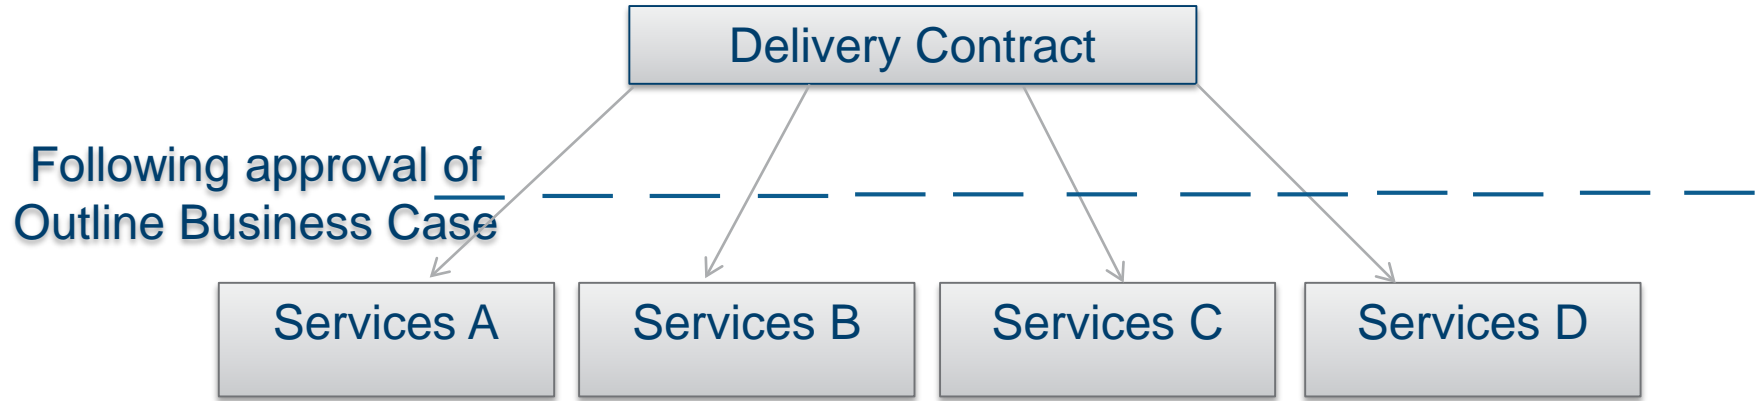 Delivery Contract
Following approval of
Outline Business Case
Services A
Services B
Services C
Services D